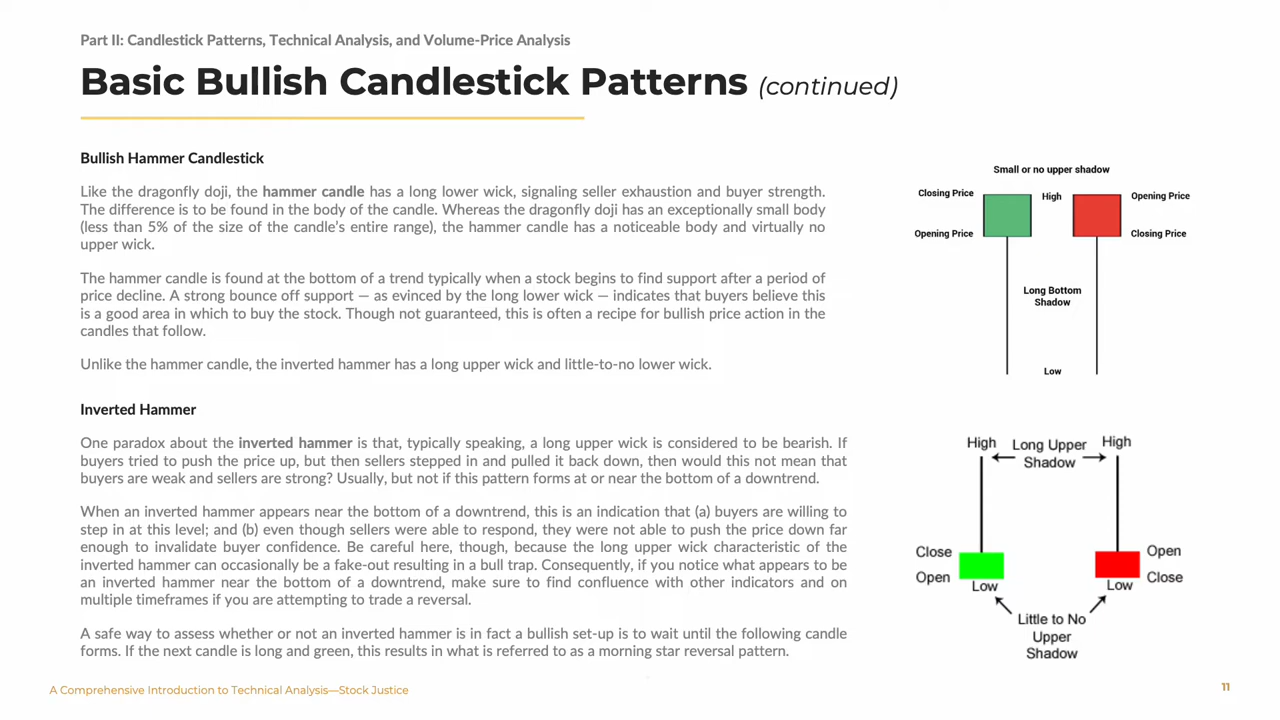 Part II: Candlestick Patterns, Technical Analysis, and Volume-Price Analysis
Basic Bullish Candlestick Patterns (continued)
Bullish Hammer Candlestick
Like the dragonfly doji, the hammer candle has a long lower wick, signaling seller exhaustion and buyer strength.
The difference is to be found in the body of the candle. Whereas the dragonfly doji has an exceptionally small body
(less than 5% of the size of the candle's entire range), the hammer candle has a noticeable body and virtually no
upper wick.
The hammer candle is found at the bottom of a trend typically when a stock begins to find support after a period of
price decline. A strong bounce off support — as evinced by the long lower wick — indicates that buyers believe this
is a good area in which to buy the stock. Though not guaranteed, this is often a recipe for bullish price action in the
candles that follow.
Unlike the hammer candle, the inverted hammer has a long upper wick and little-to-no lower wick.
Small or no upper shadow
Closing Price
High
Opening Price
Opening Price
Closing Price
Long Bottom
Shadow
Low
Inverted Hammer
One paradox about the inverted hammer is that, typically speaking, a long upper wick is considered to be bearish. If
buyers tried to push the price up, but then sellers stepped in and pulled it back down, then would this not mean that
buyers are weak and sellers are strong? Usually, but not if this pattern forms at or near the bottom of a downtrend.
When an inverted hammer appears near the bottom of a downtrend, this is an indication that (a) buyers are willing to
step in at this level; and (b) even though sellers were able to respond, they were not able to push the price down far
enough to invalidate buyer confidence. Be careful here, though, because the long upper wick characteristic of the
inverted hammer can occasionally be a fake-out resulting in a bull trap. Consequently, if you notice what appears to be
an inverted hammer near the bottom of a downtrend, make sure to find confluence with other indicators and on
multiple timeframes if you are attempting to trade a reversal.
A safe way to assess whether or not an inverted hammer is in fact a bullish set-up is to wait until the following candle
forms. If the next candle is long and green, this results in what is referred to as a morning star reversal pattern.
High
Long Upper
Shadow
High
Close
Open
Open
Close
Low
Low
Little to No
Upper
Shadow
A Comprehensive Introduction to Technical Analysis—Stock Justice
11